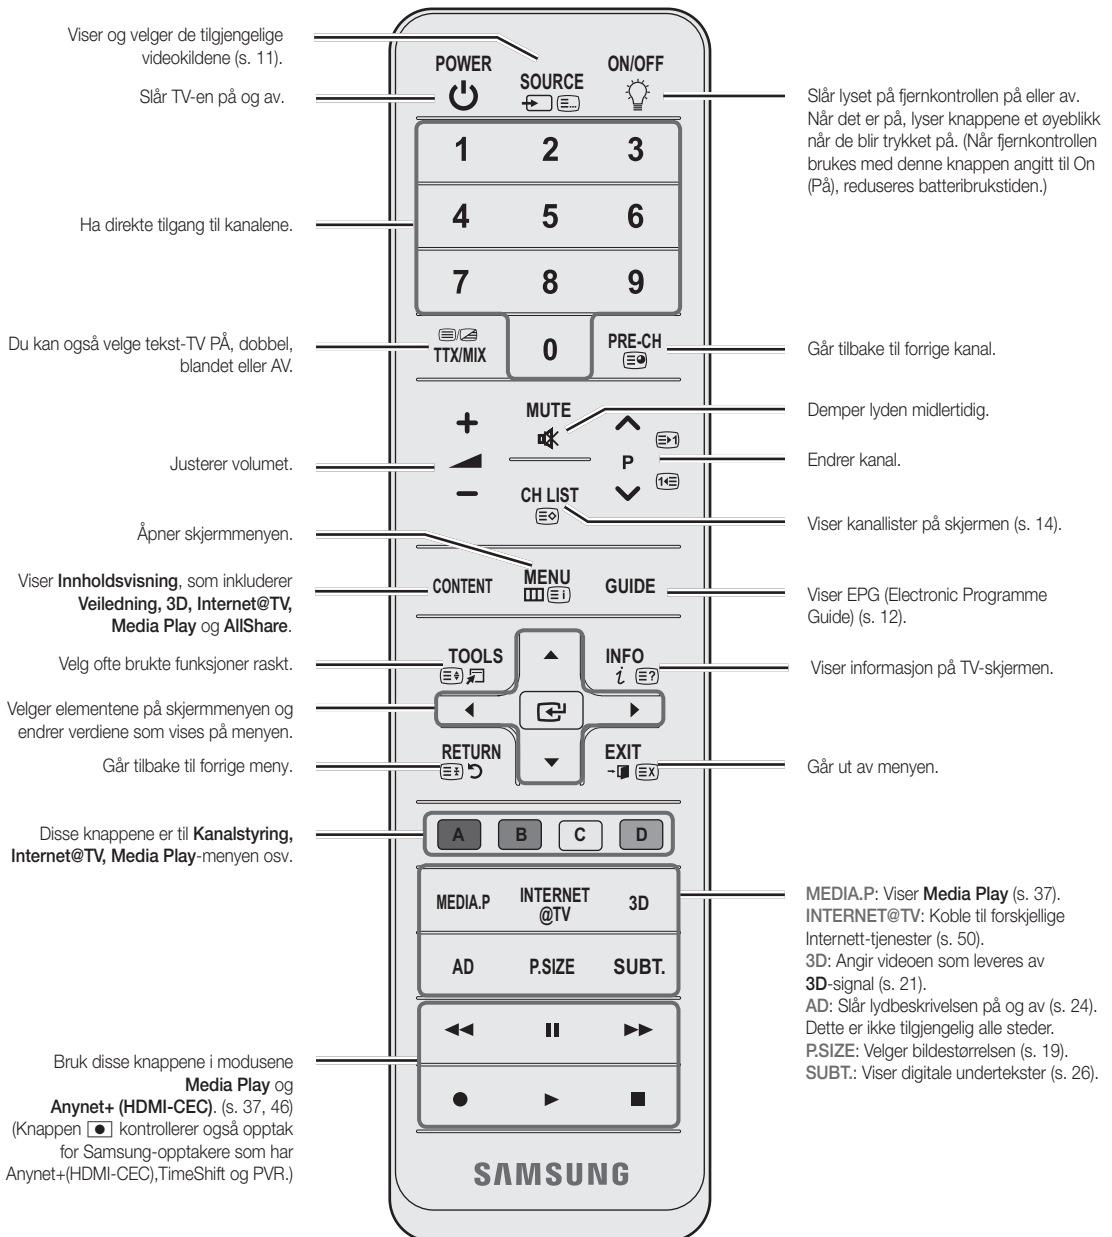 Viser og velger de tilgjengelige
videokildene (s. 11).
Slår TV-en på og av.
Ha direkte tilgang til kanalene.
Du kan også velge tekst-TV PÅ, dobbel,
blandet eller AV.
Justerer volumet.
Åpner skjermmenyen.
Viser Innholdsvisning, som inkluderer
Veiledning, 3D, Internet@TV,
Media Play og AllShare.
Velg ofte brukte funksjoner raskt.
Velger elementene på skjermmenyen og
endrer verdiene som vises på menyen.
Går tilbake til forrige meny.
Disse knappene er til Kanalstyring,
Internet@TV, Media Play-menyen osv.
Bruk disse knappene i modusene
Media Play og
Anynet+ (HDMI-CEC). (s. 37, 46)
(Knappen kontrollerer også opptak
for Samsung-opptakere som har
Anynet+(HDMI-CEC),TimeShift og PVR.)
POWER
SOURCE
ON/OFF
1 2 3
4 5 6
7 8 9
TTX/MIX
0
PRE-CH
+
MUTE
P
−
CH LIST
CONTENT
MENU
GUIDE
TOOLS
INFO
RETURN
EXIT
A B C D
MEDIA.P
INTERNET
@TV
3D
AD
P.SIZE
SUBT.
SAMSUNG
Slår lyset på fjernkontrollen på eller av.
Når det er på, lyser knappene et øyeblikk
når de blir trykket på. (Når fjernkontrollen
brukes med denne knappen angitt til On
(På), reduseres batteribrukstiden.)
Går tilbake til forrige kanal.
Demper lyden midlertidig.
Endrer kanal.
Viser kanallister på skjermen (s. 14).
Viser EPG (Electronic Programme
Guide) (s. 12).
Viser informasjon på TV-skjermen.
Går ut av menyen.
MEDIA.P: Viser Media Play (s. 37).
INTERNET@TV: Koble til forskjellige
Internett-tjenester (s. 50).
3D: Angir videoen som leveres av
3D-signal (s. 21).
AD: Slår lydbeskrivelsen på og av (s. 24).
Dette er ikke tilgjengelig alle steder.
P.SIZE: Velger bildestørrelsen (s. 19).
SUBT.: Viser digitale undertekster (s. 26).